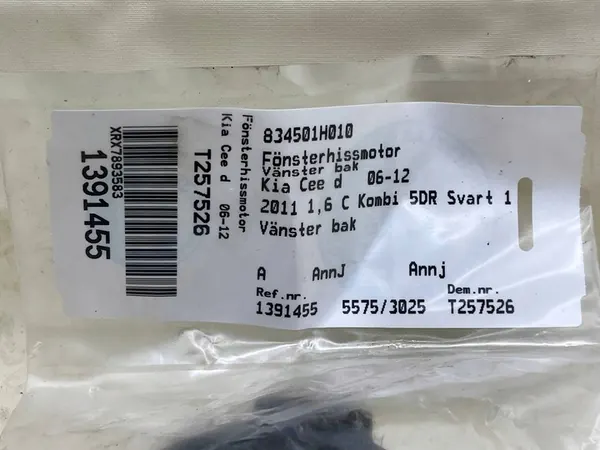 834501H010
Fönsterhissmotor
Vänster bak
Kia Cee d 06-12
2011 1,6 C Kombi 5DR Svart 1
Vänster bak
A AnnJ Annj
Ref.nr. Dem.nr.
1391455 5575/3025 T257526
Fönsterhissmotor
Kia Cee d 06-12
T257526
XRX7893583
1391455